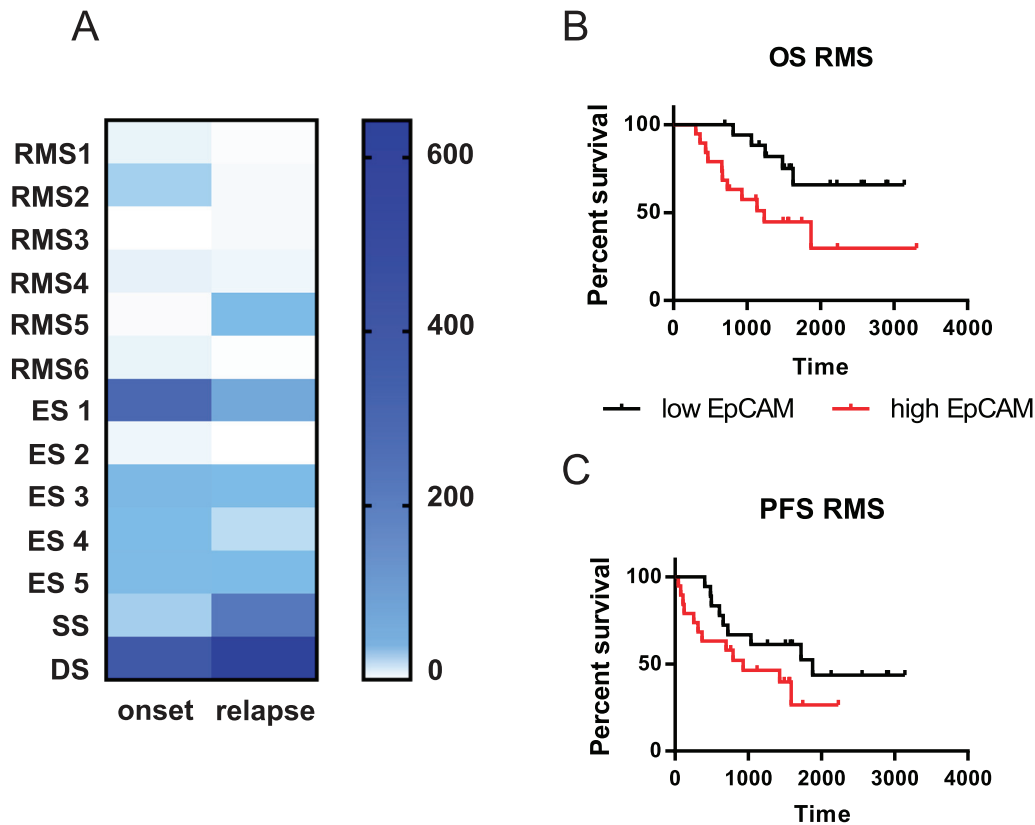 A
RMS1
RMS2
RMS3
RMS4
RMS5
RMS6
ES 1
ES 2
ES 3
ES 4
ES 5
SS
DS
onset relapse
600
400
200
0
B
OS RMS
Percent survival
100
50
0
0 1000 2000 3000 4000
Time
low EpCAM high EpCAM
C
PFS RMS
Percent survival
100
50
0
0 1000 2000 3000 4000
Time